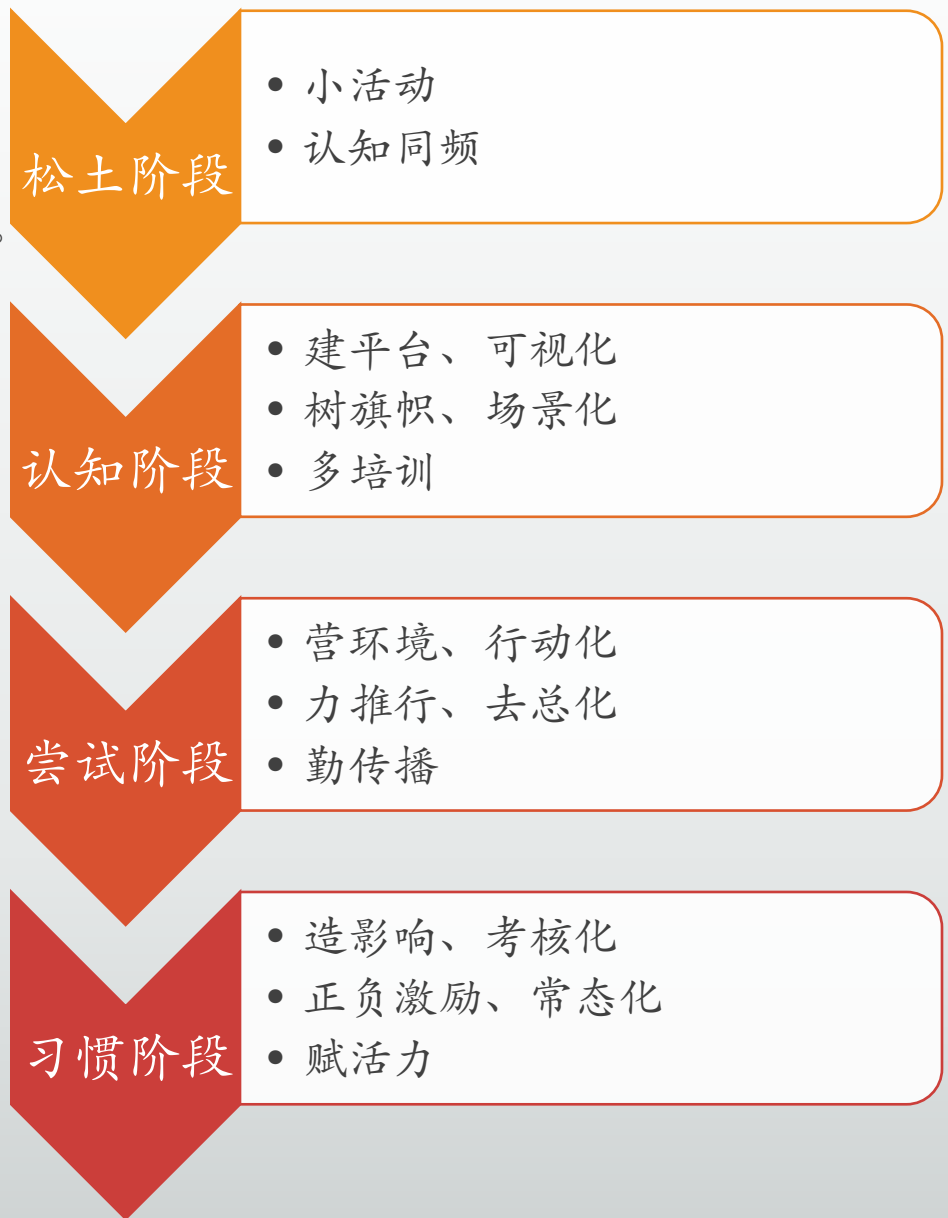 松土阶段
• 小活动
• 认知同频
。
认知阶段
• 建平台、可视化
• 树旗帜、场景化
• 多培训
尝试阶段
• 营环境、行动化
• 力推行、去总化
• 勤传播
习惯阶段
• 造影响、考核化
• 正负激励、常态化
• 赋活力